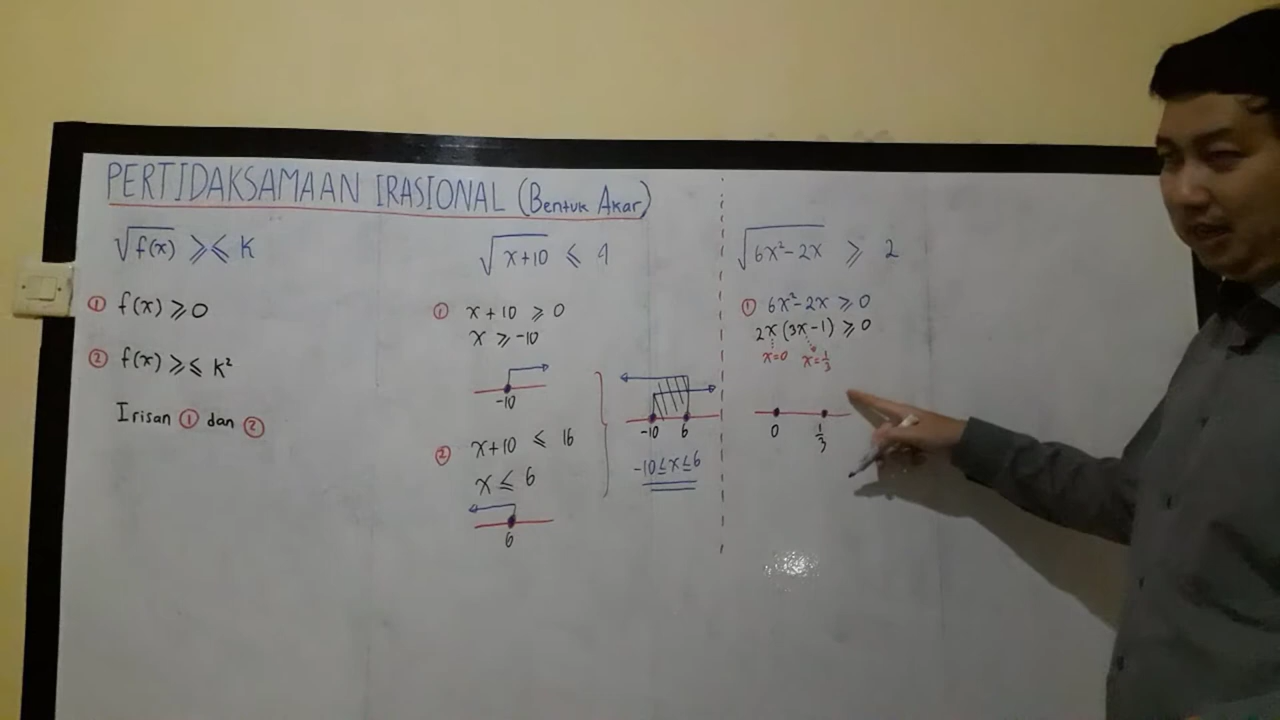 PERTIDAKSAMAAN IRASIONAL (Bentuk Akar)
√f(x) ≥≤ K
① f(x) ≥ 0
② f(x) ≥≤ K²
Irisan ① dan ②
√x+10 ≤ 4
① x + 10 ≥ 0
x ≥ -10
-10
② x+10 ≤ 16
x ≤ 6
6
-10 6
-10≤x≤6
√6x²-2x ≥ 2
① 6x²-2x ≥ 0
2x(3x-1) ≥ 0
x=0 x=1/3
0 1/3